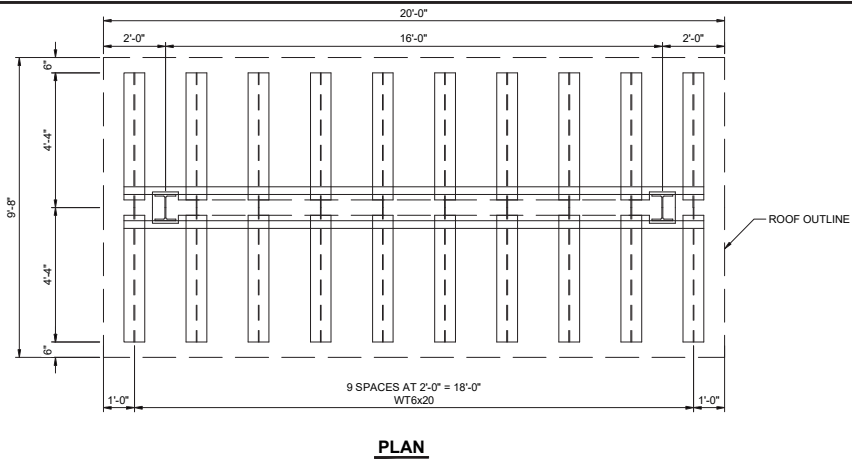 20'-0"
2'-0"
16'-0"
2'-0"
6"
4'-4"
9'-8"
4'-4"
6"
ROOF OUTLINE
9 SPACES AT 2'-0" = 18'-0"
1'-0"
WT6x20
1'-0"
PLAN